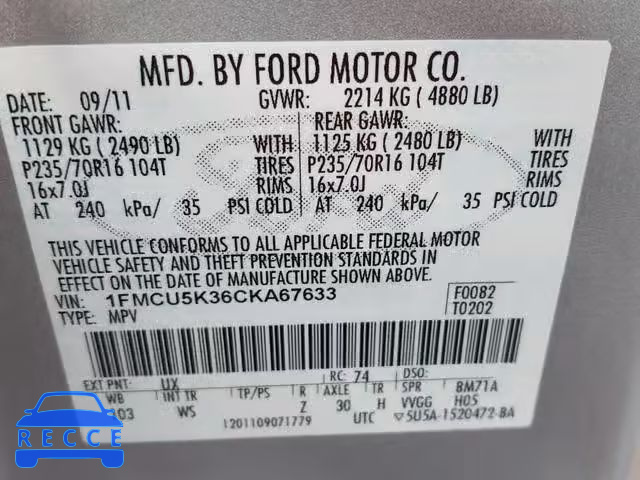 MFD. BY FORD MOTOR CO.
DATE: 09/11 GVWR: 2214 KG ( 4880 LB)
FRONT GAWR: REAR GAWR:
1129 KG ( 2490 LB) WITH 1125 KG ( 2480 LB) WITH
P235/70R16 104T TIRES P235/70R16 104T TIRES
16x7.0J RIMS 16x7.0J RIMS
AT 240 kPa/ 35 PSI COLD AT 240 kPa/ 35 PSI COLD
THIS VEHICLE CONFORMS TO ALL APPLICABLE FEDERAL MOTOR
VEHICLE SAFETY AND THEFT PREVENTION STANDARDS IN
EFFECT ON THE DATE OF MANUFACTURE SHOWN ABOVE.
VIN: 1FMCU5K36CKA67633 F0082
TYPE: MPV T0202
EXT PNT: UX RC: 74 DSO:
WB INT TR TP/PS R AXLE TR SPR BM71A
103 WS Z 30 H VVGG H0S
1201109071779 UTC ▽5U5A-1520472-BA
RECCE